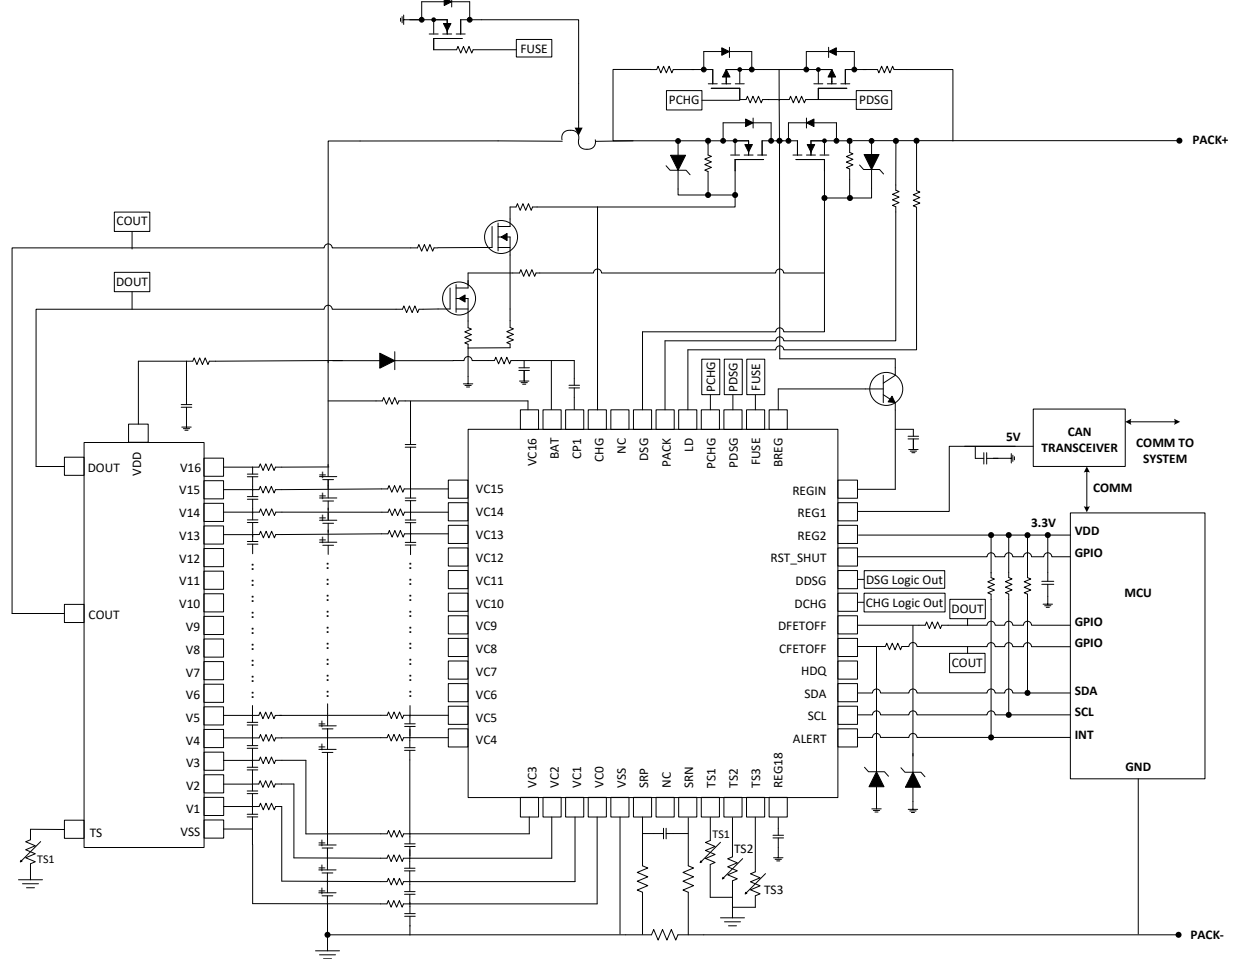 FUSE
PCHG
PDSG
PACK+
COUT
DOUT
PCHG
PDSG
FUSE
VDD
DOUT
COUT
TS
TS1
V16
V15
V14
V13
V12
V11
V10
V9
V8
V7
V6
V5
V4
V3
V2
V1
VSS
VC16
BAT
CP1
CHG
NC
DSG
PACK
LD
PCHG
PDSG
FUSE
BREG
VC15
VC14
VC13
VC12
VC11
VC10
VC9
VC8
VC7
VC6
VC5
VC4
VC3
VC2
VC1
VC0
VSS
SRP
NC
SRN
TS1
TS2
TS3
REG18
REGIN
REG1
REG2
RST_SHUT
DDSG
DCHG
DFETOFF
CFETOFF
HDQ
SDA
SCL
ALERT
DSG Logic Out
CHG Logic Out
DOUT
COUT
TS1
TS2
TS3
5V
CAN
TRANSCEIVER
COMM TO
SYSTEM
COMM
3.3V
VDD
GPIO
MCU
GPIO
GPIO
SDA
SCL
INT
GND
PACK-